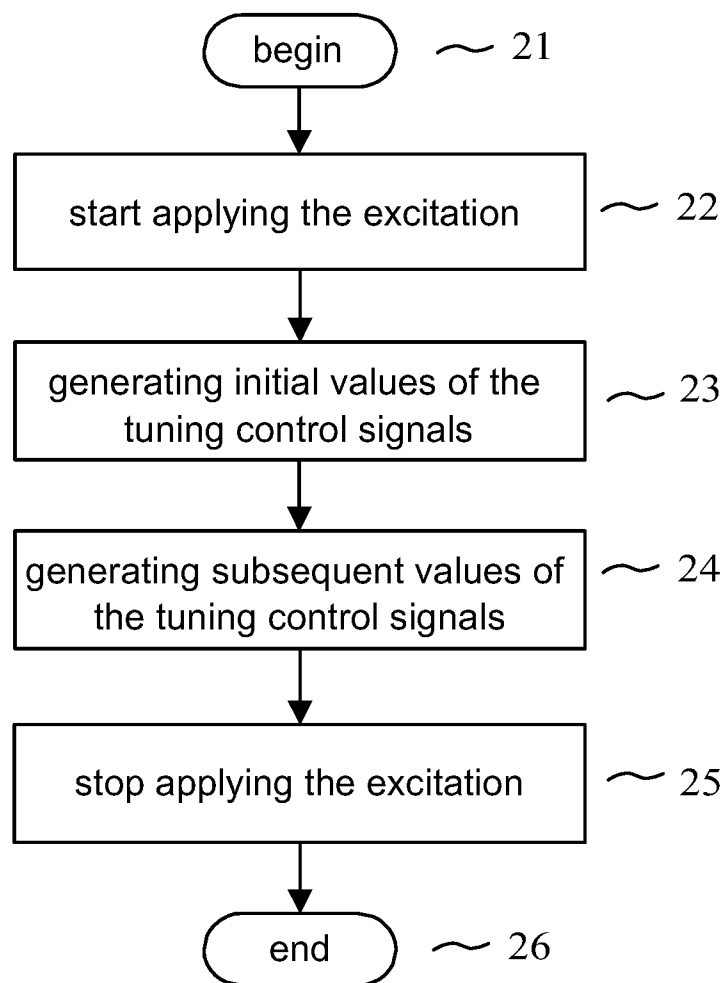 begin
21
start applying the excitation
22
generating initial values of the
tuning control signals
23
generating subsequent values of
the tuning control signals
24
stop applying the excitation
25
end
26